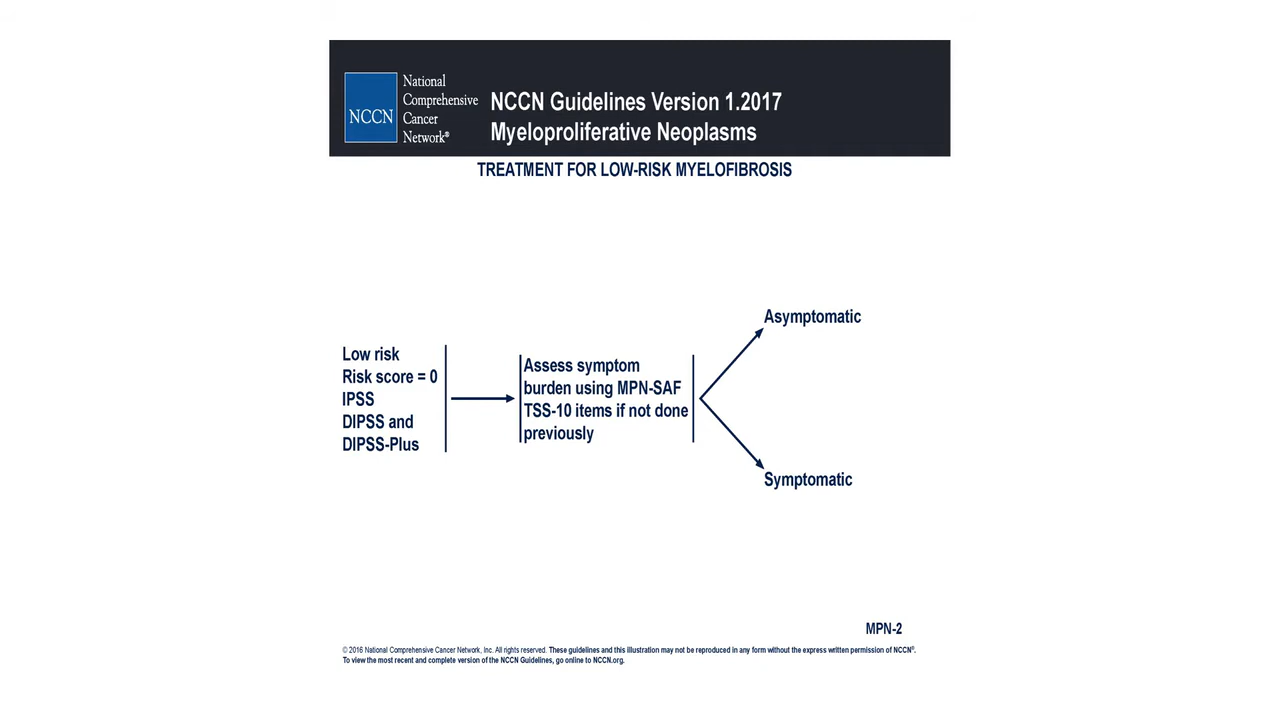 NCCN
National
Comprehensive
Cancer
Network®
NCCN Guidelines Version 1.2017
Myeloproliferative Neoplasms
TREATMENT FOR LOW-RISK MYELOFIBROSIS
Low risk
Risk score = 0
IPSS
DIPSS and
DIPSS-Plus
Assess symptom
burden using MPN-SAF
TSS-10 items if not done
previously
Asymptomatic
Symptomatic
MPN-2
© 2016 National Comprehensive Cancer Network, Inc. All rights reserved. These guidelines and this illustration may not be reproduced in any form without the express written permission of NCCN®.
To view the most recent and complete version of the NCCN Guidelines, go online to NCCN.org.